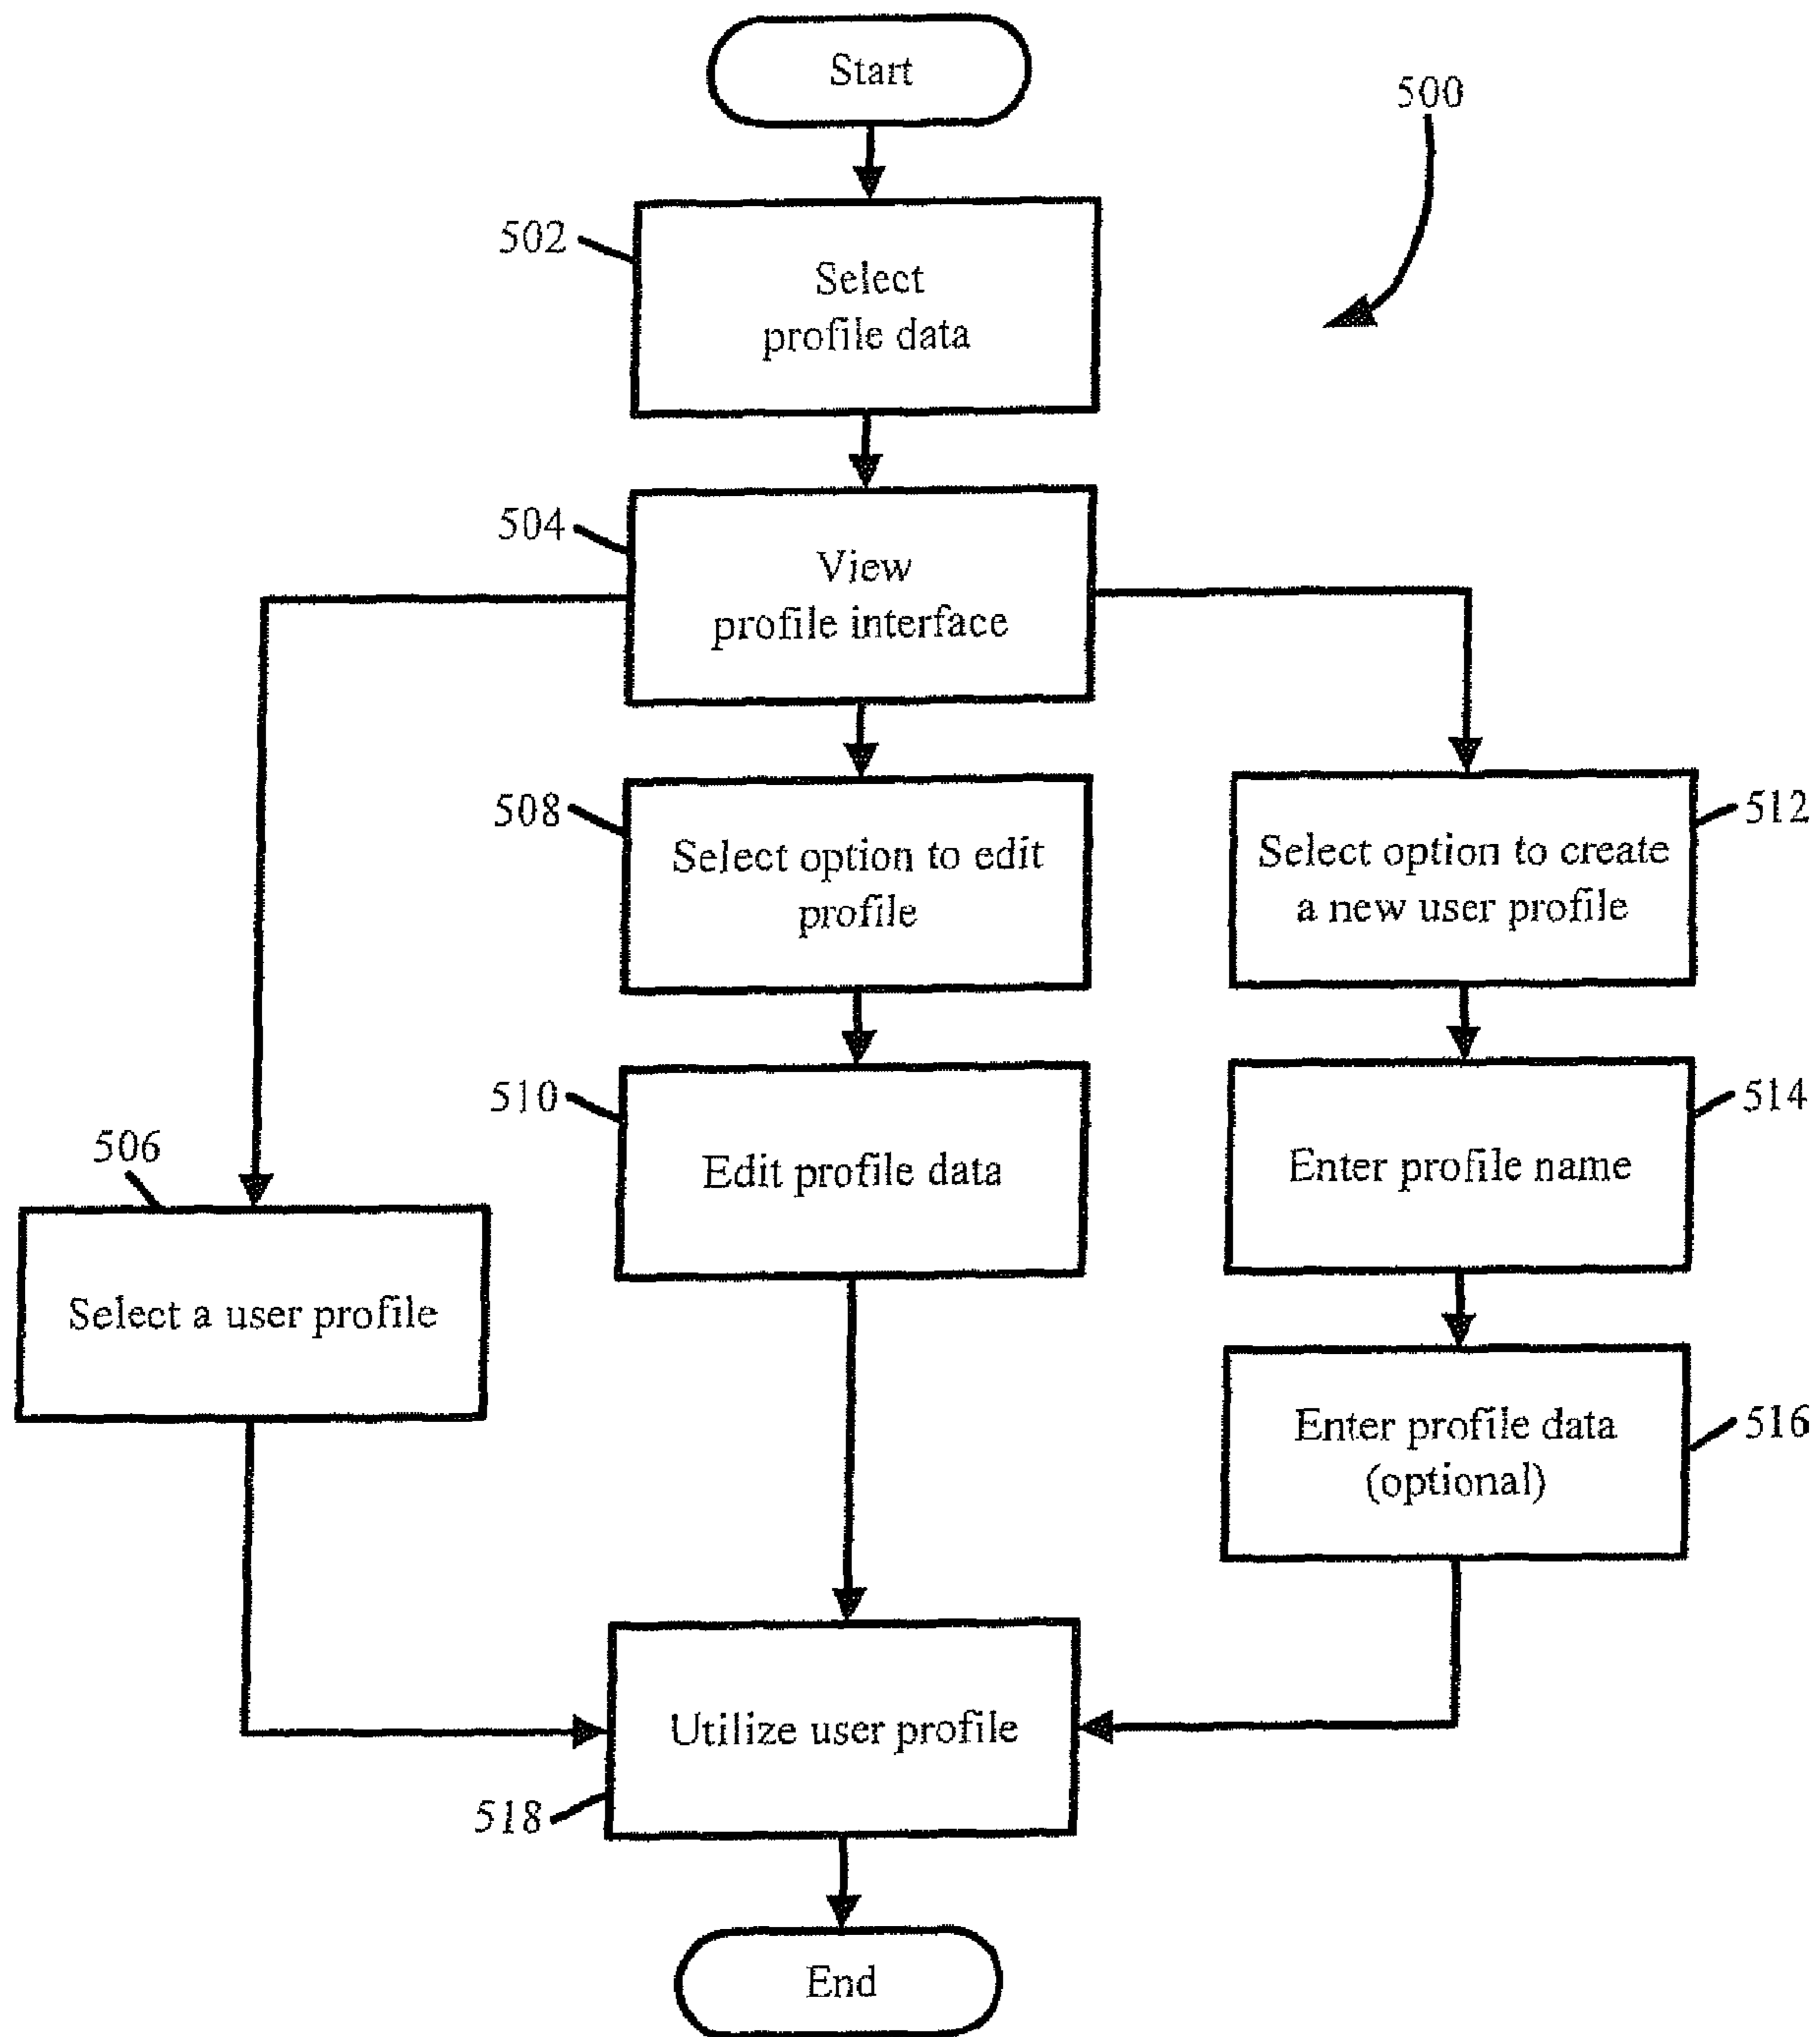 Start
500
502
Select
profile data
504
View
profile interface
508
Select option to edit
profile
512
Select option to create
a new user profile
510
Edit profile data
514
Enter profile name
506
Select a user profile
516
Enter profile data
(optional)
Utilize user profile
518
End